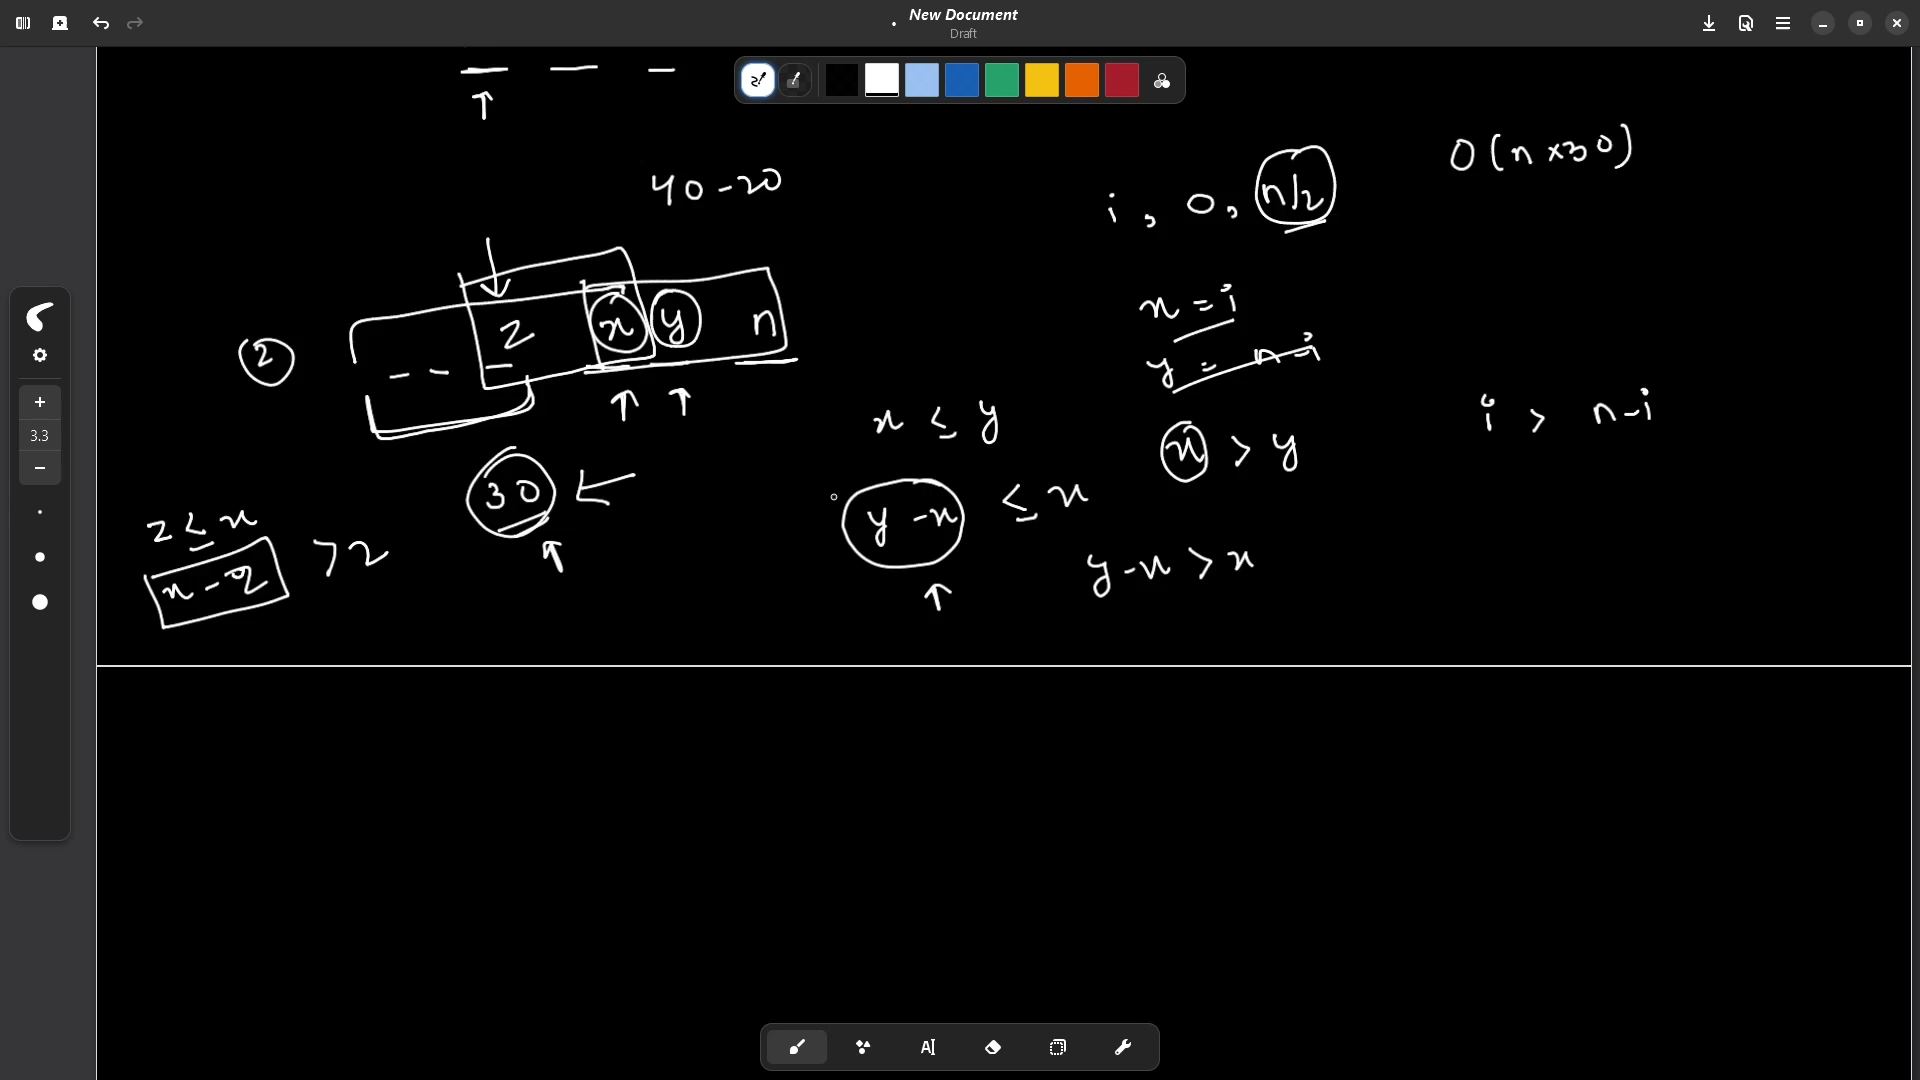 New Document
Draft
3.3
O(n×30)
40-20
i, 0, n/2
2
z x y n
x = i
y = n-i
x ≤ y
i > n-i
x > y
30
y-x ≤ x
z ≤ x
x-z > z
y-x > x